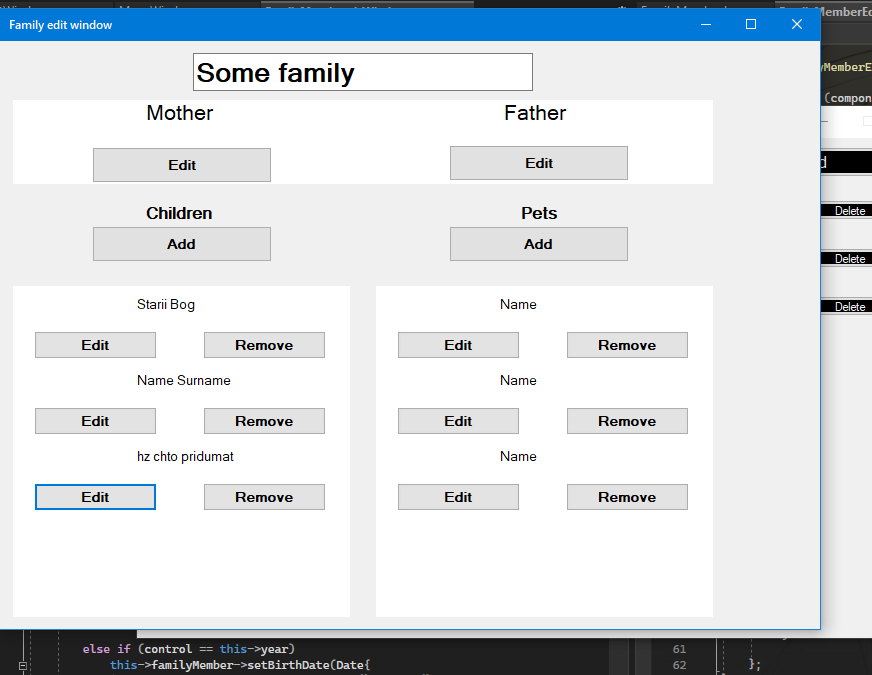 Family edit window
Some family
Mother
Father
Edit
Edit
Children
Pets
Add
Add
Starii Bog
Name
Edit
Remove
Edit
Remove
Name Surname
Name
Edit
Remove
Edit
Remove
hz chto pridumat
Name
Edit
Remove
Edit
Remove
Delete
Delete
Delete
else if (control == this->year)
this->familyMember->setBirthDate(Date{
61
62
};